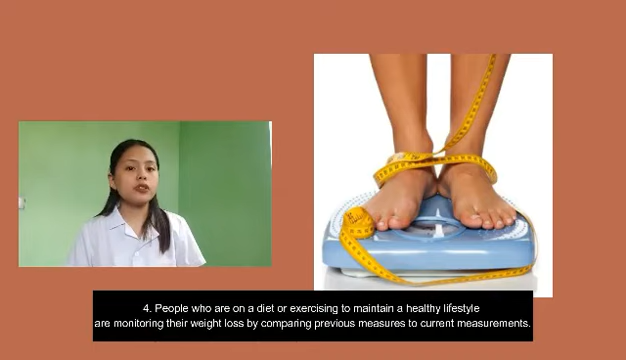 4. People who are on a diet or exercising to maintain a healthy lifestyle
are monitoring their weight loss by comparing previous measures to current measurements.